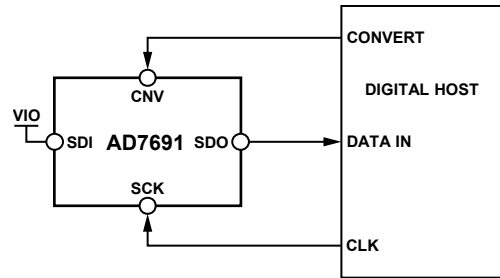 CONVERT
CNV
DIGITAL HOST
VIO
SDI AD7691 SDO
DATA IN
SCK
CLK